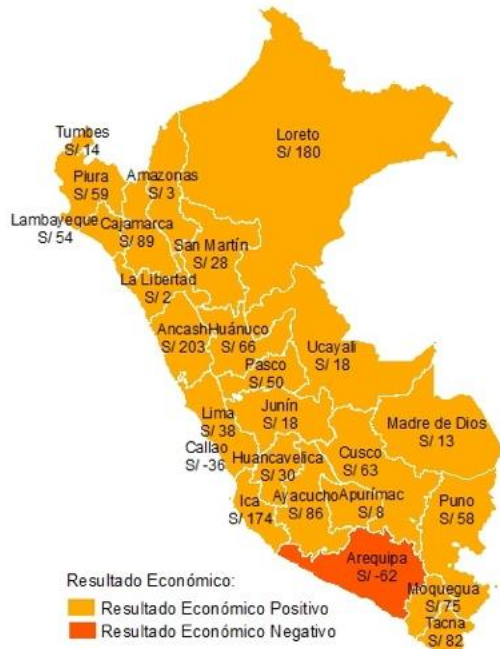 Loreto
S/ 180
Tumbes
S/ 14
Piura
S/ 59
Amazonas
S/ 3
Lambayeque
S/ 54
Cajamarca
S/ 89
San Martín
S/ 28
La Libertad
S/ 2
Ancash
S/ 203
Huánuco
S/ 66
Ucayali
S/ 18
Pasco
S/ 50
Lima
S/ 38
Junín
S/ 18
Madre de Dios
S/ 13
Callao
S/ -36
Huancavelica
S/ 30
Cusco
S/ 63
Ica
S/ 174
Ayacucho
S/ 86
Apurímac
S/ 8
Puno
S/ 58
Arequipa
S/ -62
Moquegua
S/ 75
Tacna
S/ 82
Resultado Económico:
Resultado Económico Positivo
Resultado Económico Negativo